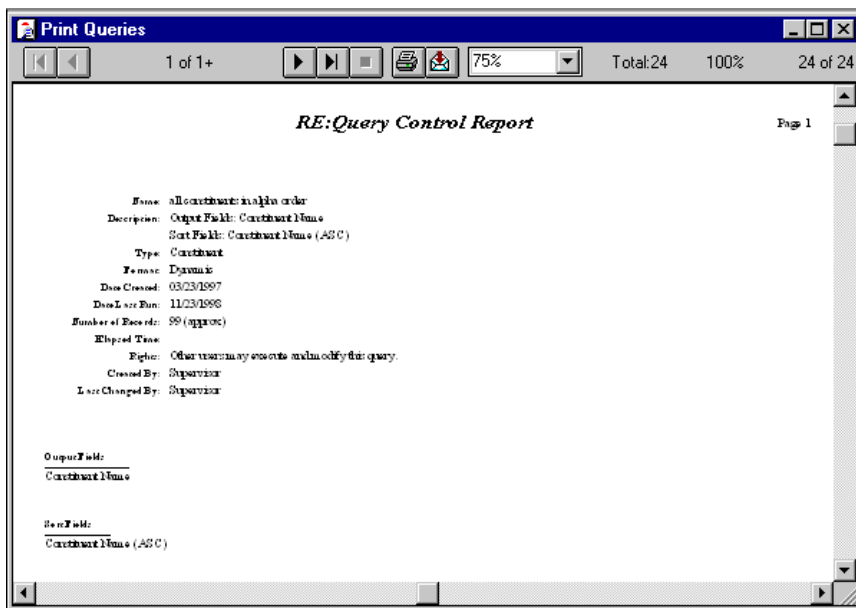 Print Queries
1 of 1+ 75% Total:24 100% 24 of 24
RE:Query Control Report Page 1
Name: all constituents in alpha order
Description: Output Fields: Constituent Name
Sort Fields: Constituent Name (ASC)
Type: Constituent
Format: Dynamic
Date Created: 03/23/1997
Date Last Run: 11/23/1998
Number of Records: 99 (approx)
Elapsed Time:
Rights: Other users may execute and modify this query.
Created By: Supervisor
Last Changed By: Supervisor
Output Fields
Constituent Name
Sort Fields
Constituent Name (ASC)